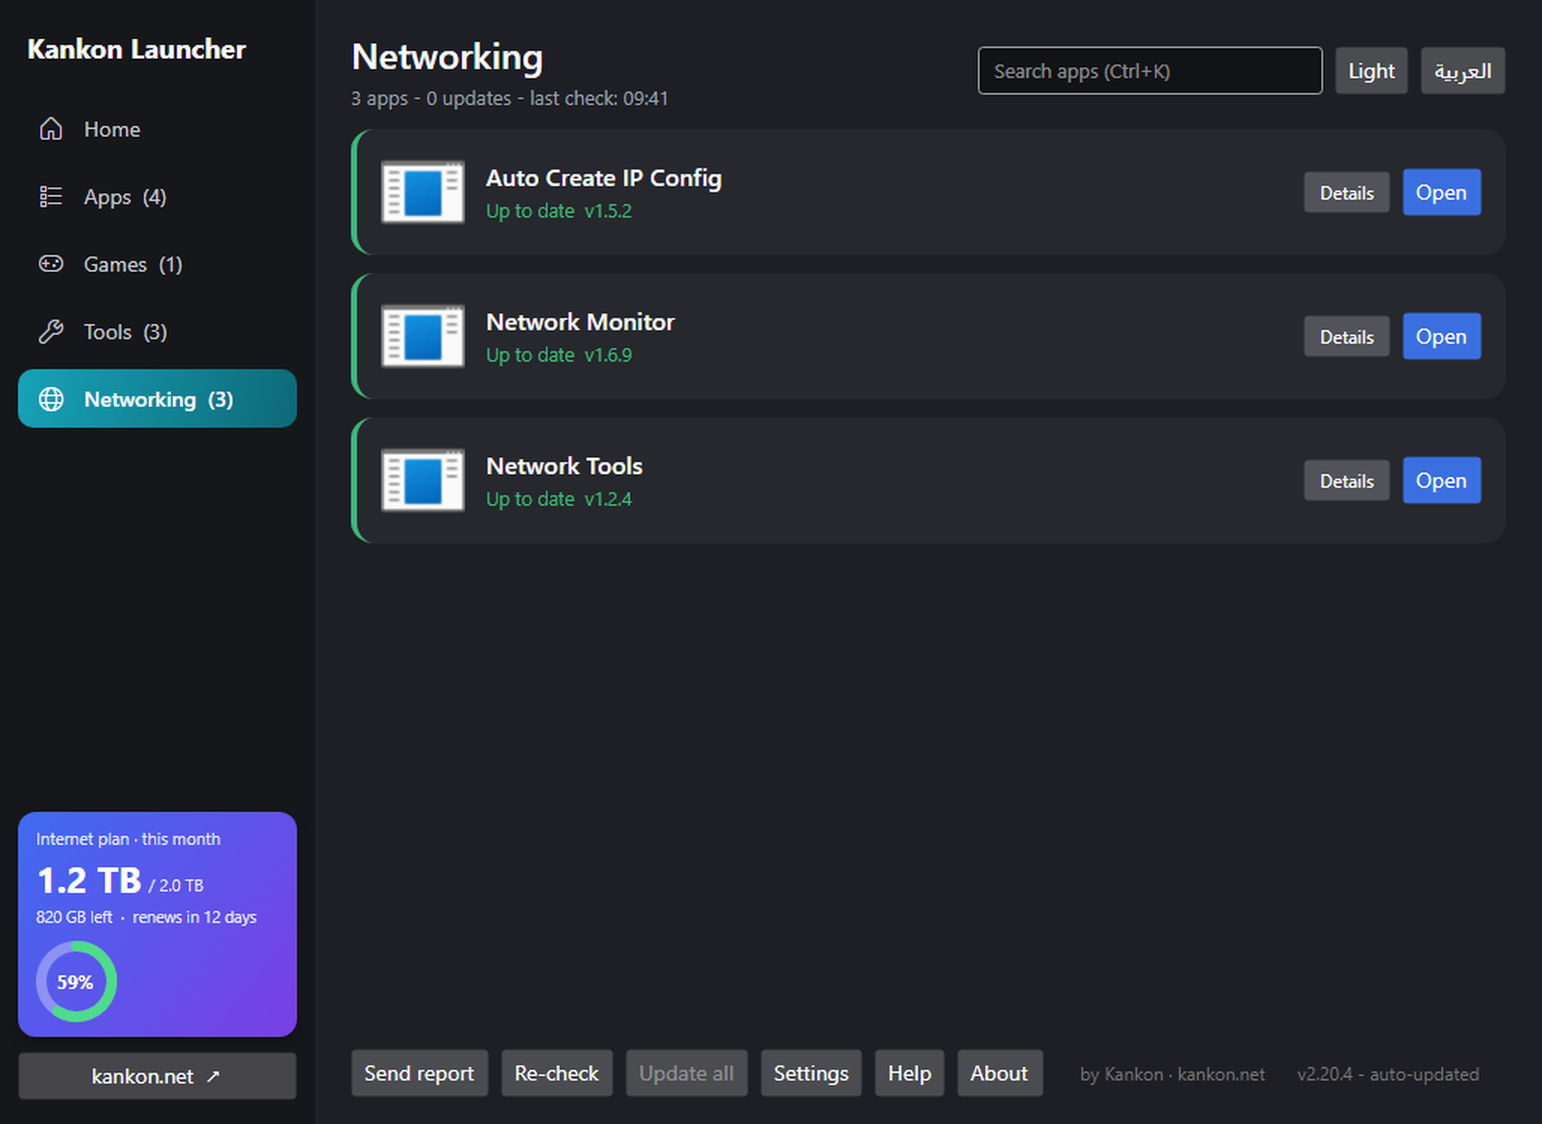 Kankon Launcher
Home
Apps (4)
Games (1)
Tools (3)
Networking (3)
Internet plan · this month
1.2 TB / 2.0 TB
820 GB left · renews in 12 days
59%
kankon.net ↗
Networking
3 apps - 0 updates - last check: 09:41
Search apps (Ctrl+K)
Light
العربية
Auto Create IP Config
Up to date v1.5.2
Details
Open
Network Monitor
Up to date v1.6.9
Details
Open
Network Tools
Up to date v1.2.4
Details
Open
Send report
Re-check
Update all
Settings
Help
About
by Kankon · kankon.net
v2.20.4 - auto-updated